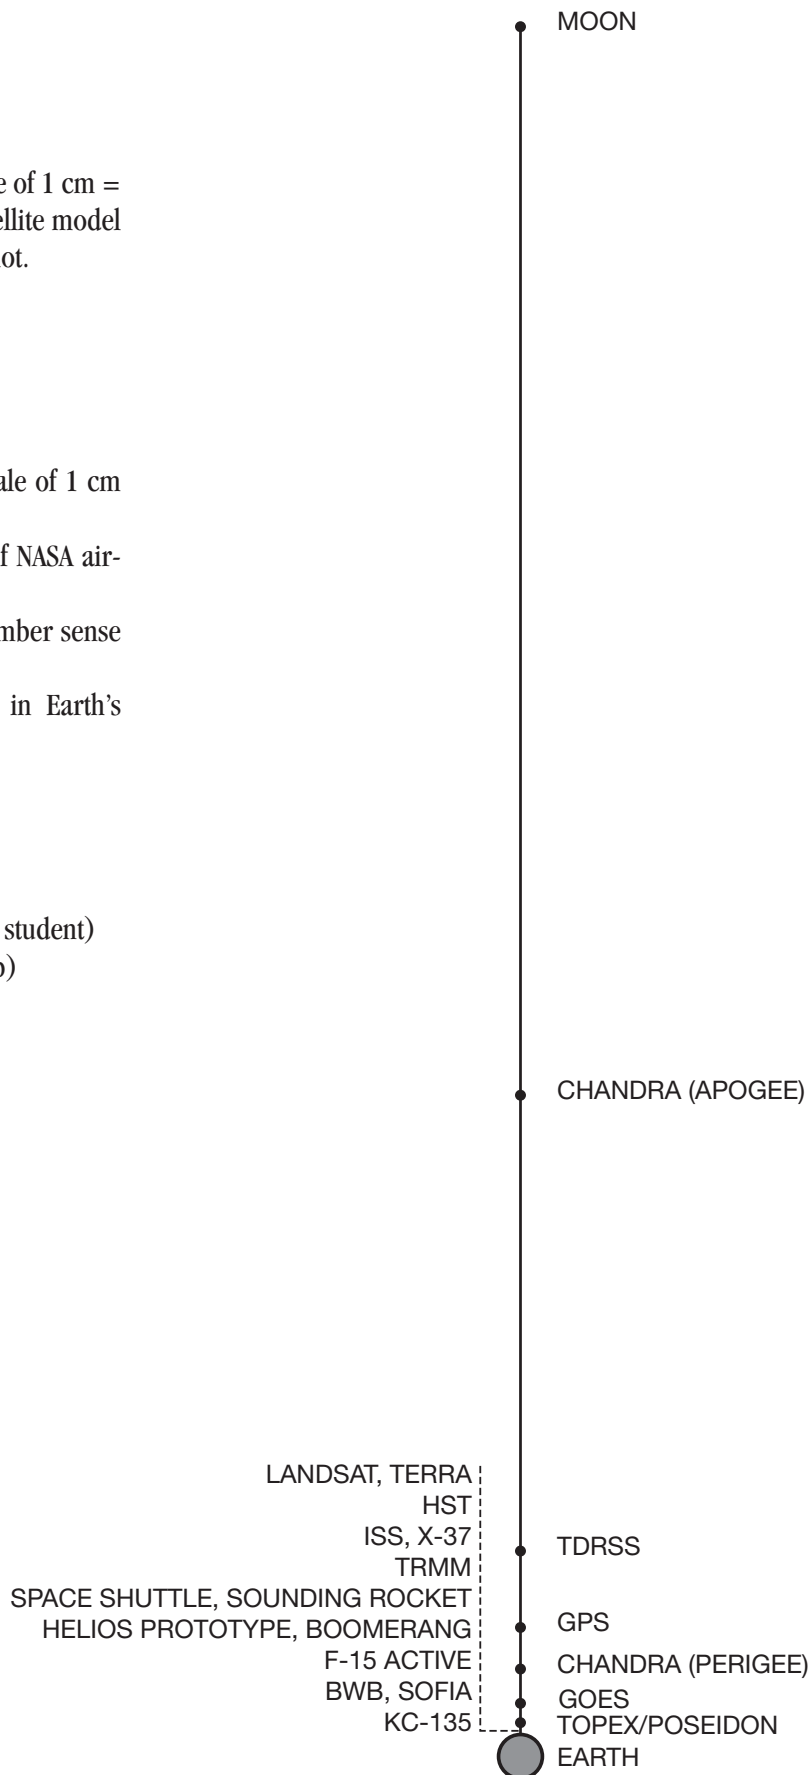 MOON
e of 1 cm =
ellite model
ot.
ale of 1 cm
f NASA air-
mber sense
in Earth’s
student)
)
CHANDRA (APOGEE)
LANDSAT, TERRA
HST
ISS, X-37
TRMM
SPACE SHUTTLE, SOUNDING ROCKET
HELIOS PROTOTYPE, BOOMERANG
F-15 ACTIVE
BWB, SOFIA
KC-135
TDRSS
GPS
CHANDRA (PERIGEE)
GOES
TOPEX/POSEIDON
EARTH